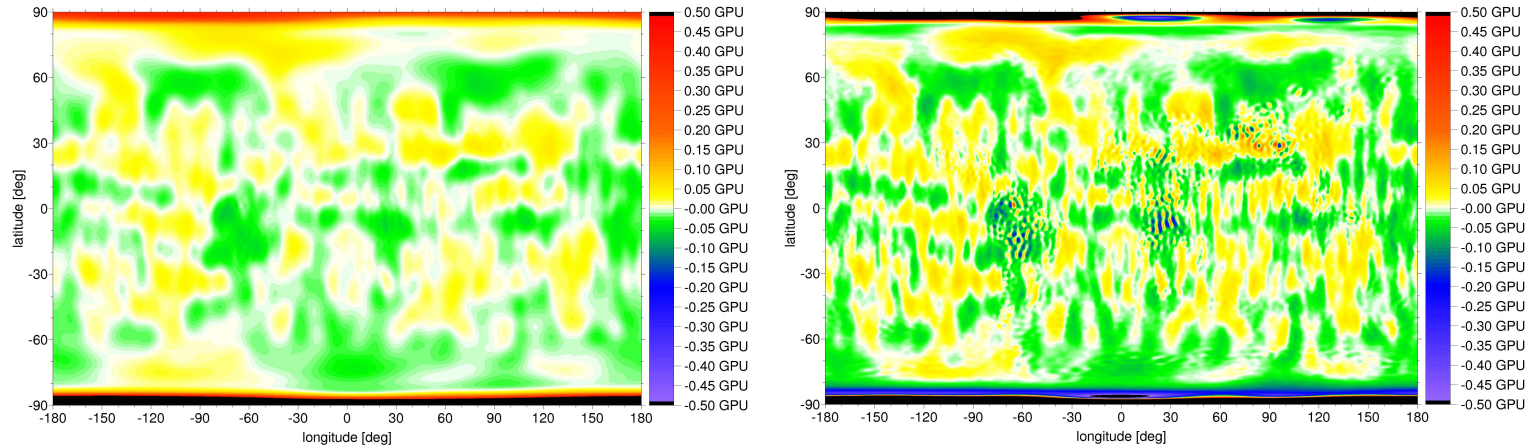 90
60
30
0
-30
-60
-90
latitude [deg]
-180 -150 -120 -90 -60 -30 0 30 60 90 120 150 180
longitude [deg]
0.50 GPU
0.45 GPU
0.40 GPU
0.35 GPU
0.30 GPU
0.25 GPU
0.20 GPU
0.15 GPU
0.10 GPU
0.05 GPU
-0.00 GPU
-0.05 GPU
-0.10 GPU
-0.15 GPU
-0.20 GPU
-0.25 GPU
-0.30 GPU
-0.35 GPU
-0.40 GPU
-0.45 GPU
-0.50 GPU
90
60
30
0
-30
-60
-90
latitude [deg]
-180 -150 -120 -90 -60 -30 0 30 60 90 120 150 180
longitude [deg]
0.50 GPU
0.45 GPU
0.40 GPU
0.35 GPU
0.30 GPU
0.25 GPU
0.20 GPU
0.15 GPU
0.10 GPU
0.05 GPU
-0.00 GPU
-0.05 GPU
-0.10 GPU
-0.15 GPU
-0.20 GPU
-0.25 GPU
-0.30 GPU
-0.35 GPU
-0.40 GPU
-0.45 GPU
-0.50 GPU